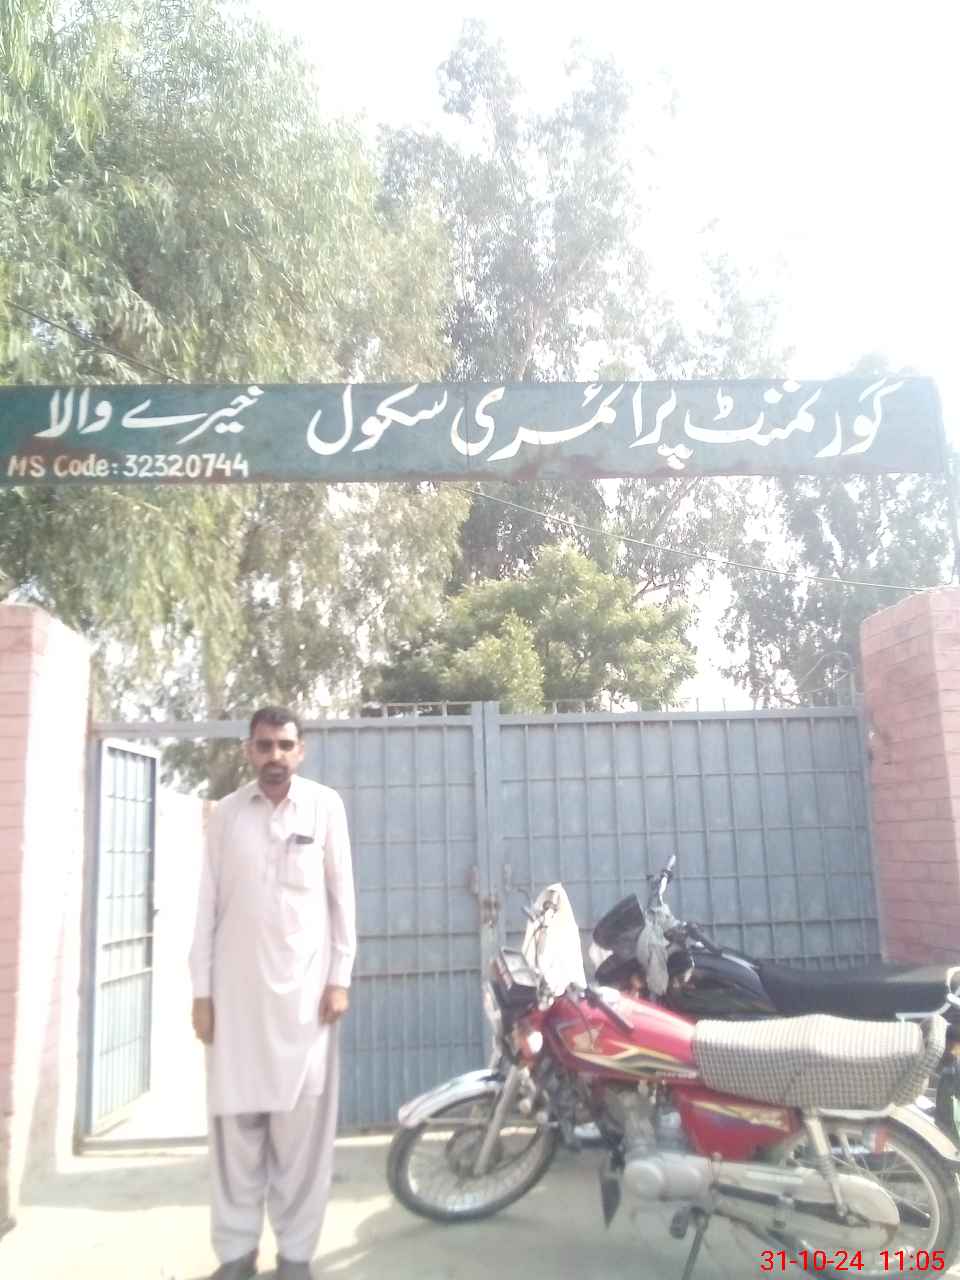 گورنمنٹ پرائمری سکول خیرے والا
MS Code: 32320744
31-10-24 11:05